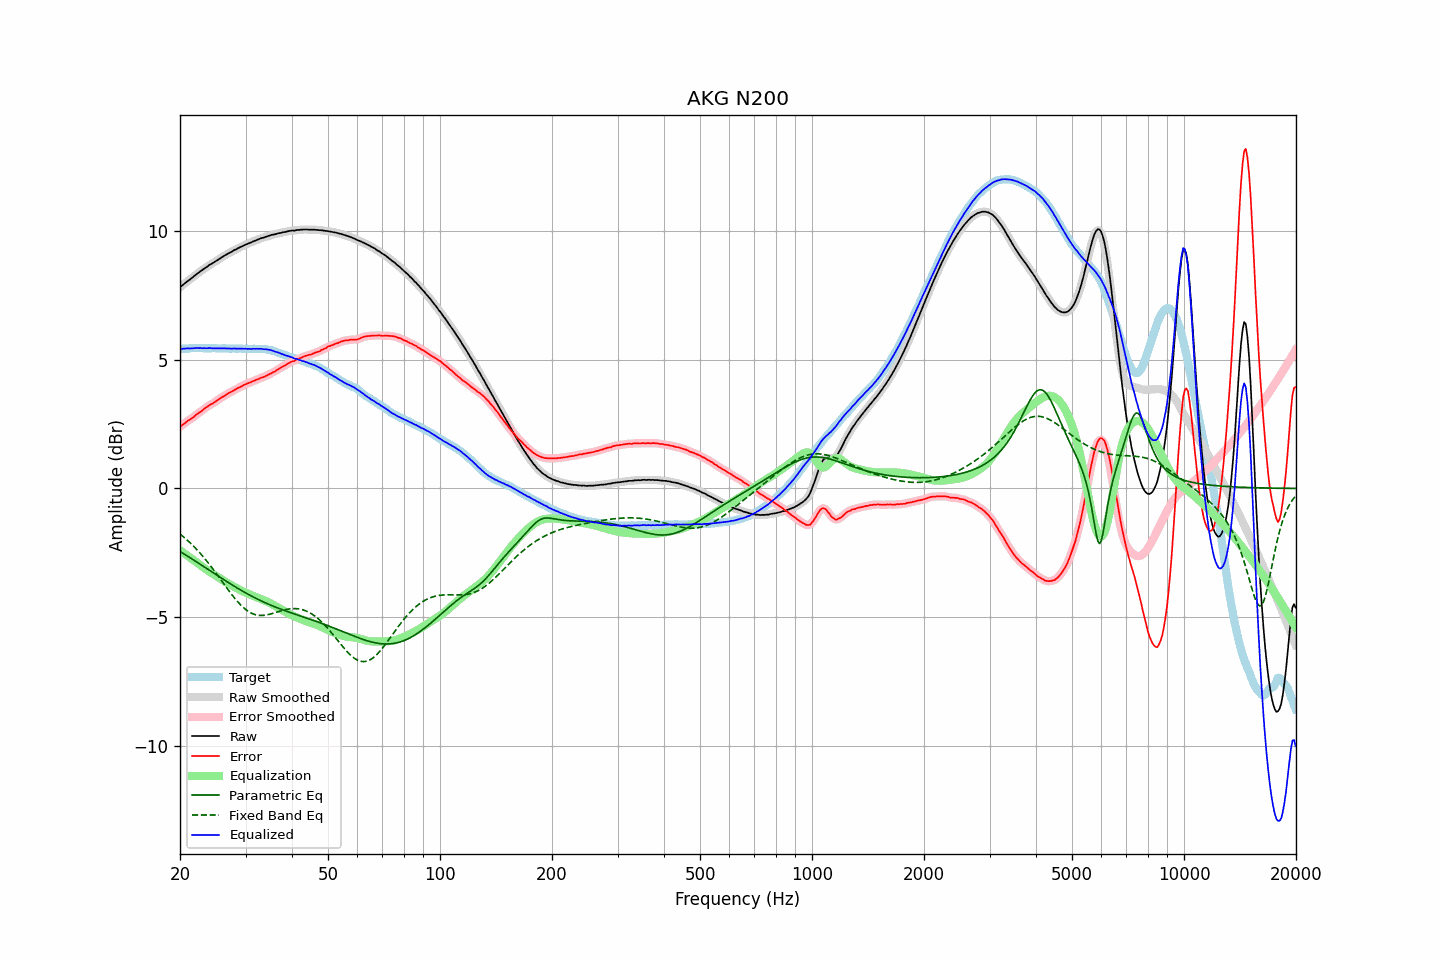 AKG N200
Amplitude (dBr)
10
5
0
−5
−10
Target
Raw Smoothed
Error Smoothed
Raw
Error
Equalization
Parametric Eq
Fixed Band Eq
Equalized
20
50
100
200
500
1000
2000
5000
10000
20000
Frequency (Hz)